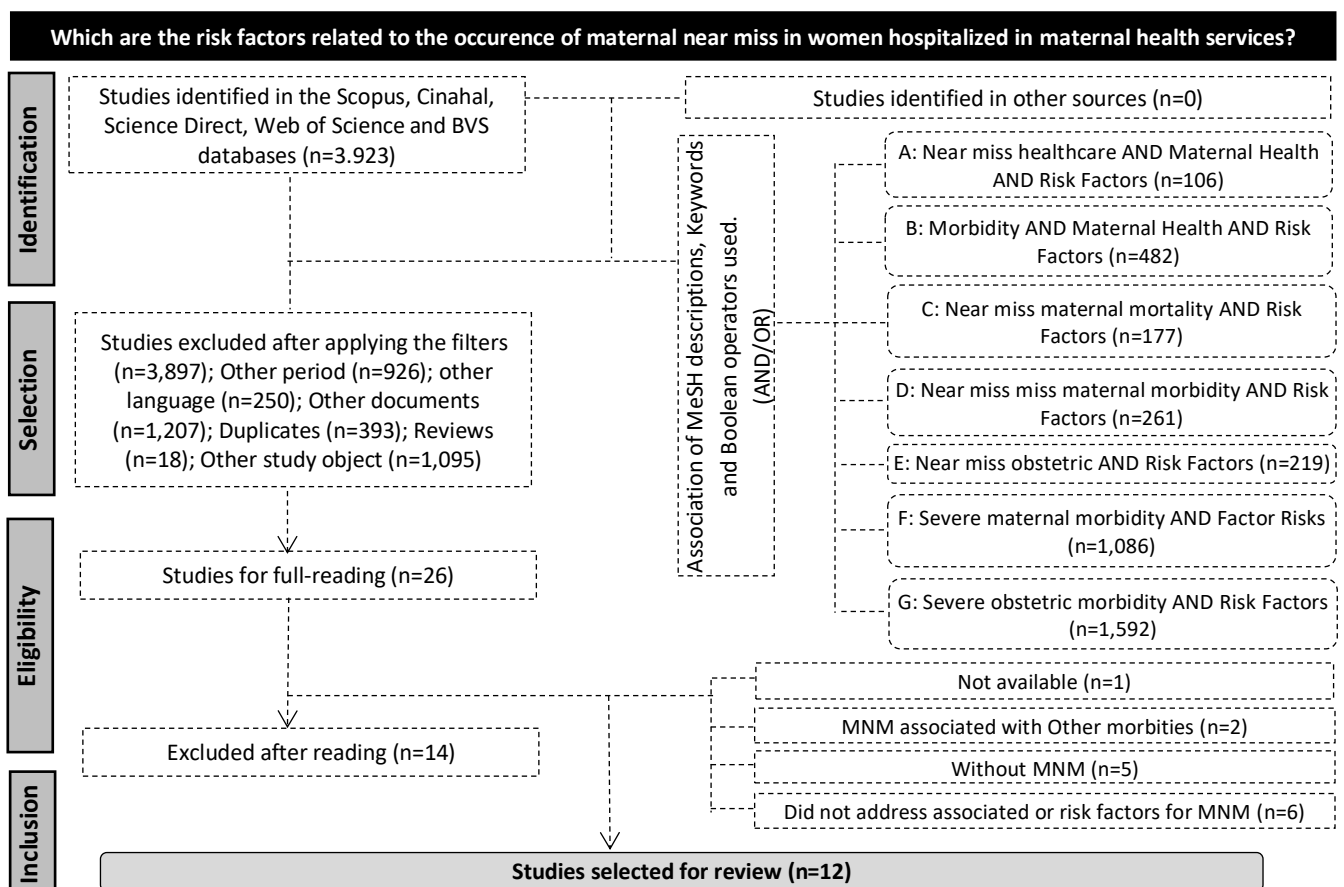 Which are the risk factors related to the occurence of maternal near miss in women hospitalized in maternal health services?
Identification
Studies identified in the Scopus, Cinahal,
Science Direct, Web of Science and BVS
databases (n=3.923)
Studies identified in other sources (n=0)
Association of MeSH descriptions, Keywords
and Boolean operators used.
(AND/OR)
A: Near miss healthcare AND Maternal Health
AND Risk Factors (n=106)
B: Morbidity AND Maternal Health AND Risk
Factors (n=482)
C: Near miss maternal mortality AND Risk
Factors (n=177)
D: Near miss miss maternal morbidity AND Risk
Factors (n=261)
E: Near miss obstetric AND Risk Factors (n=219)
F: Severe maternal morbidity AND Factor Risks
(n=1,086)
G: Severe obstetric morbidity AND Risk Factors
(n=1,592)
Selection
Studies excluded after applying the filters
(n=3,897); Other period (n=926); other
language (n=250); Other documents
(n=1,207); Duplicates (n=393); Reviews
(n=18); Other study object (n=1,095)
Eligibility
Studies for full-reading (n=26)
Excluded after reading (n=14)
Not available (n=1)
MNM associated with Other morbities (n=2)
Without MNM (n=5)
Did not address associated or risk factors for MNM (n=6)
Inclusion
Studies selected for review (n=12)